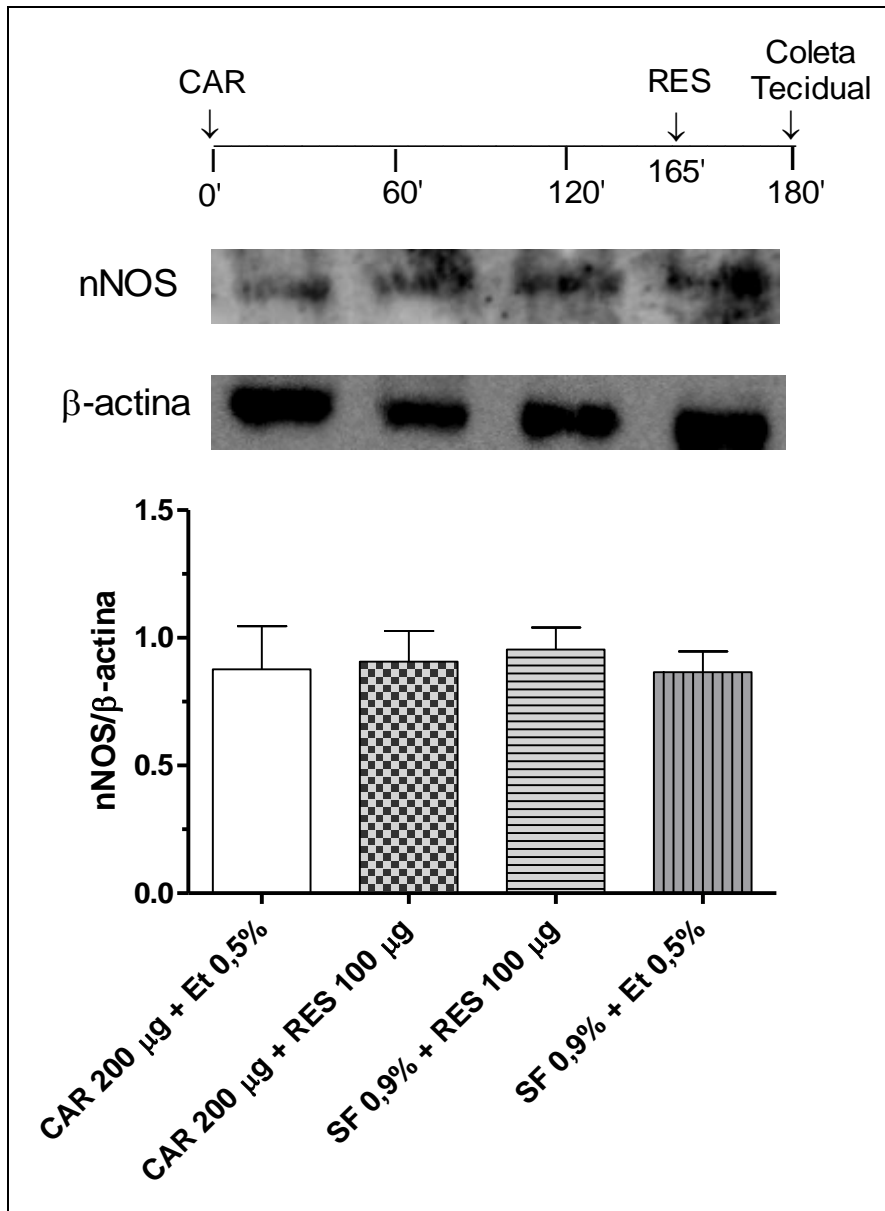 CAR
RES
Coleta
Tecidual
0'
60'
120'
165'
180'
nNOS
β-actina
nNOS/β-actina
1.5
1.0
0.5
0.0
CAR 200 µg + Et 0,5%
CAR 200 µg + RES 100 µg
SF 0,9% + RES 100 µg
SF 0,9% + Et 0,5%